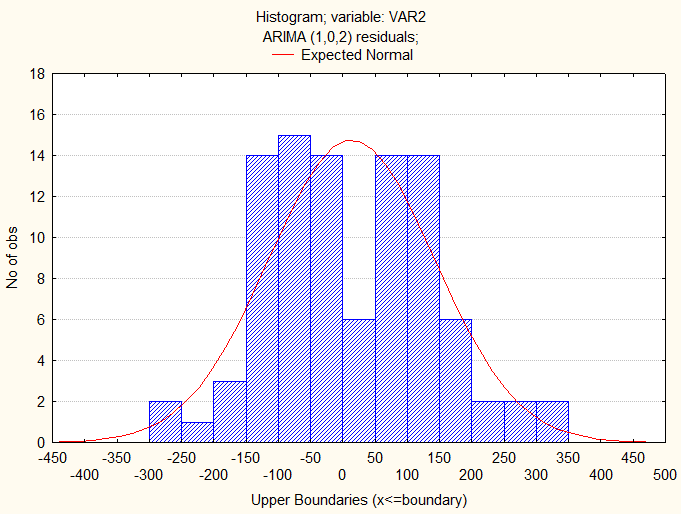 Histogram; variable: VAR2
ARIMA (1,0,2) residuals;
Expected Normal
18
16
14
12
10
8
6
4
2
0
No of obs
-450 -350 -250 -150 -50 50 150 250 350 450
-400 -300 -200 -100 0 100 200 300 400 500
Upper Boundaries (x<=boundary)